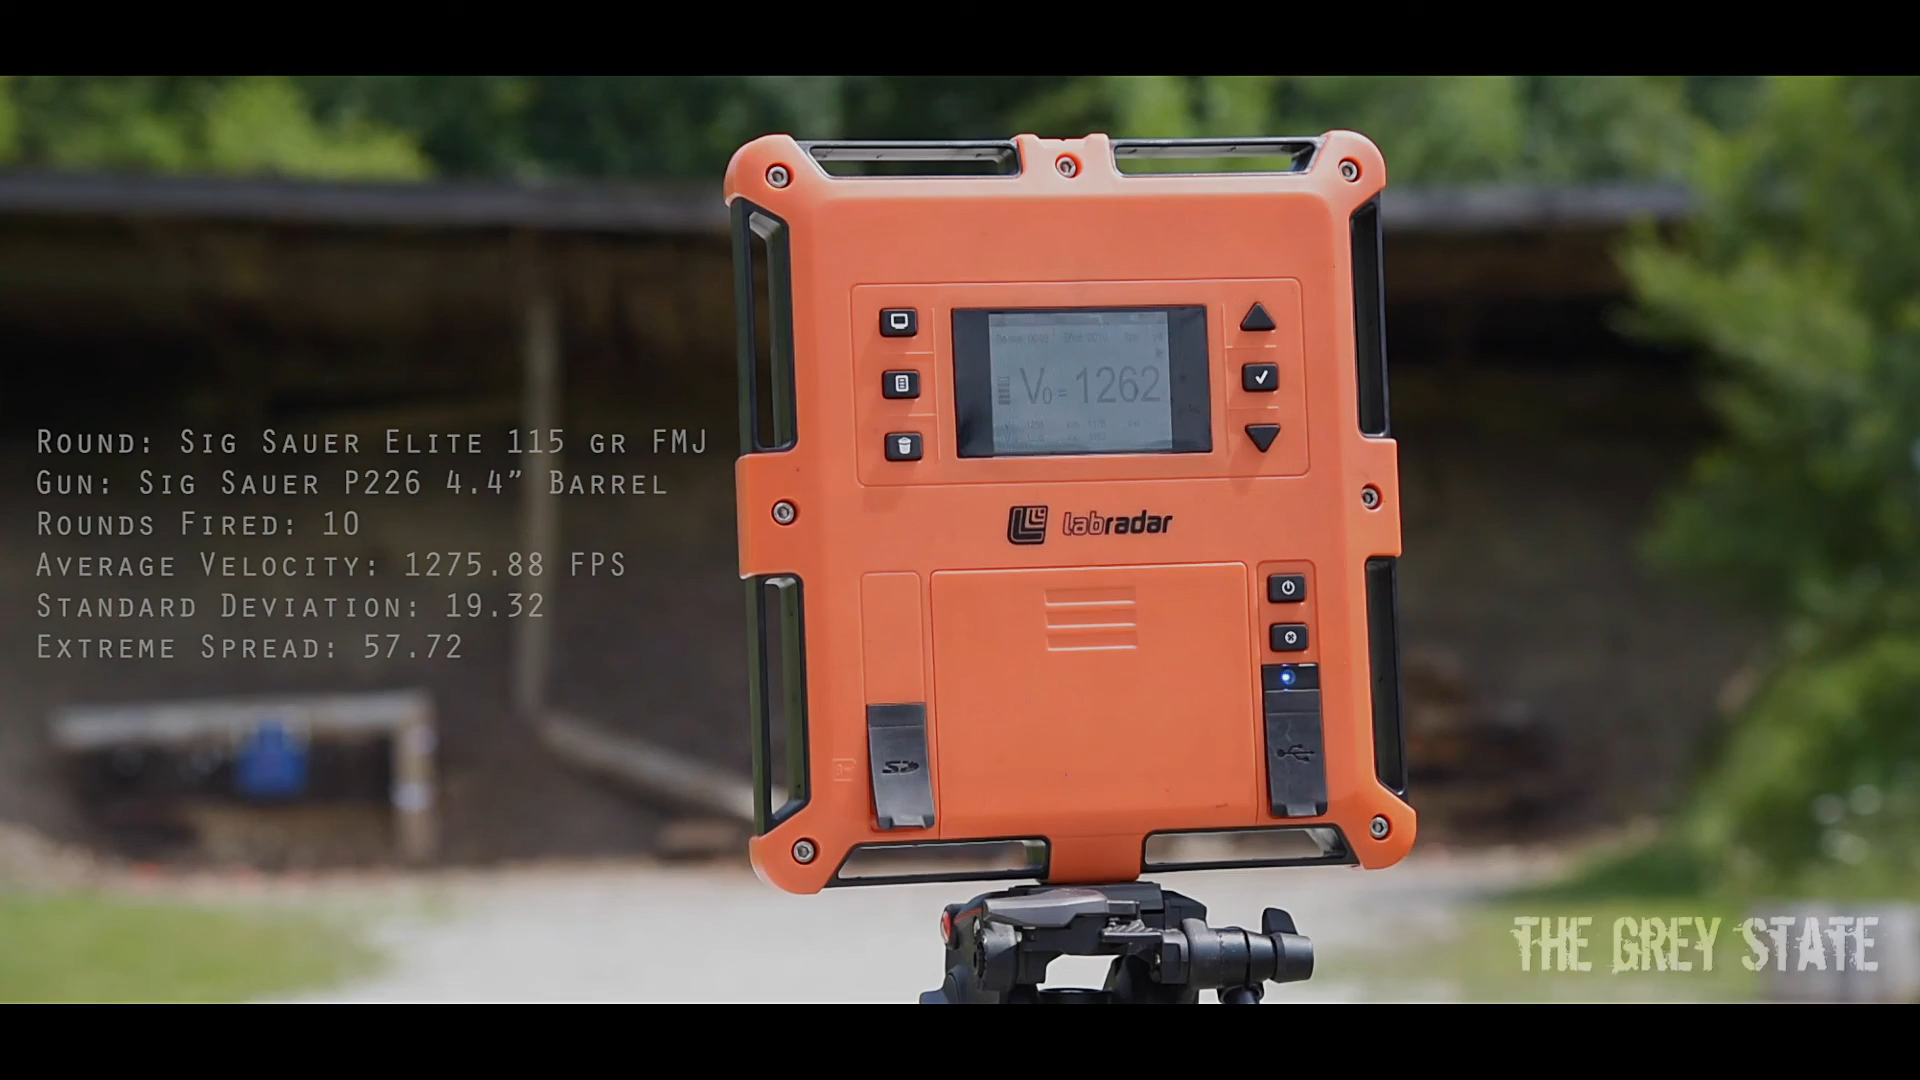 Round: Sig Sauer Elite 115 gr FMJ
Gun: Sig Sauer P226 4.4” Barrel
Rounds Fired: 10
Average Velocity: 1275.88 FPS
Standard Deviation: 19.32
Extreme Spread: 57.72
V0 = 1262
labradar
SD
THE GREY STATE